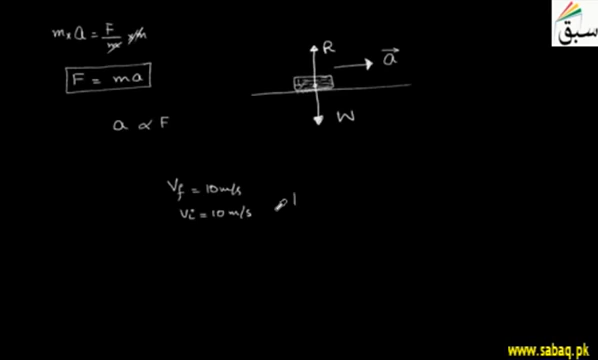 m × a = F/m × m
F = ma
a ∝ F
R
a⃗
W
Vf = 10 m/s
Vi = 10 m/s
سبق
www.sabaq.pk